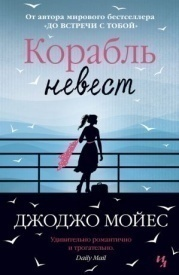 От автора мирового бестселлера
«ДО ВСТРЕЧИ С ТОБОЙ»
Корабль
невест
ДЖОДЖО МОЙЕС
Удивительно романтично
и трогательно
Daily Mail